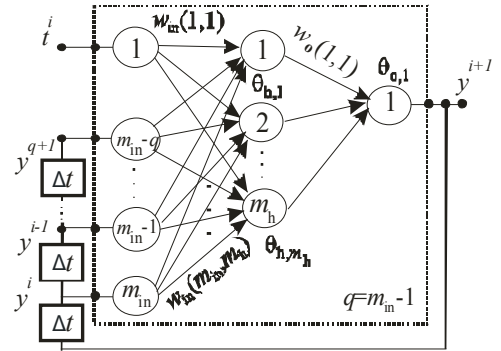 w_in(1,1)
t^i
1
1
w_o(1,1)
θ_h,1
θ_o,1
y^{i+1}
1
y^{q+1}
m_in-q
2
Δt
y^{i-1}
m_in-1
m_h
Δt
θ_h,m_h
y^i
m_in
w_in(m_in,m_h)
q=m_in-1
Δt